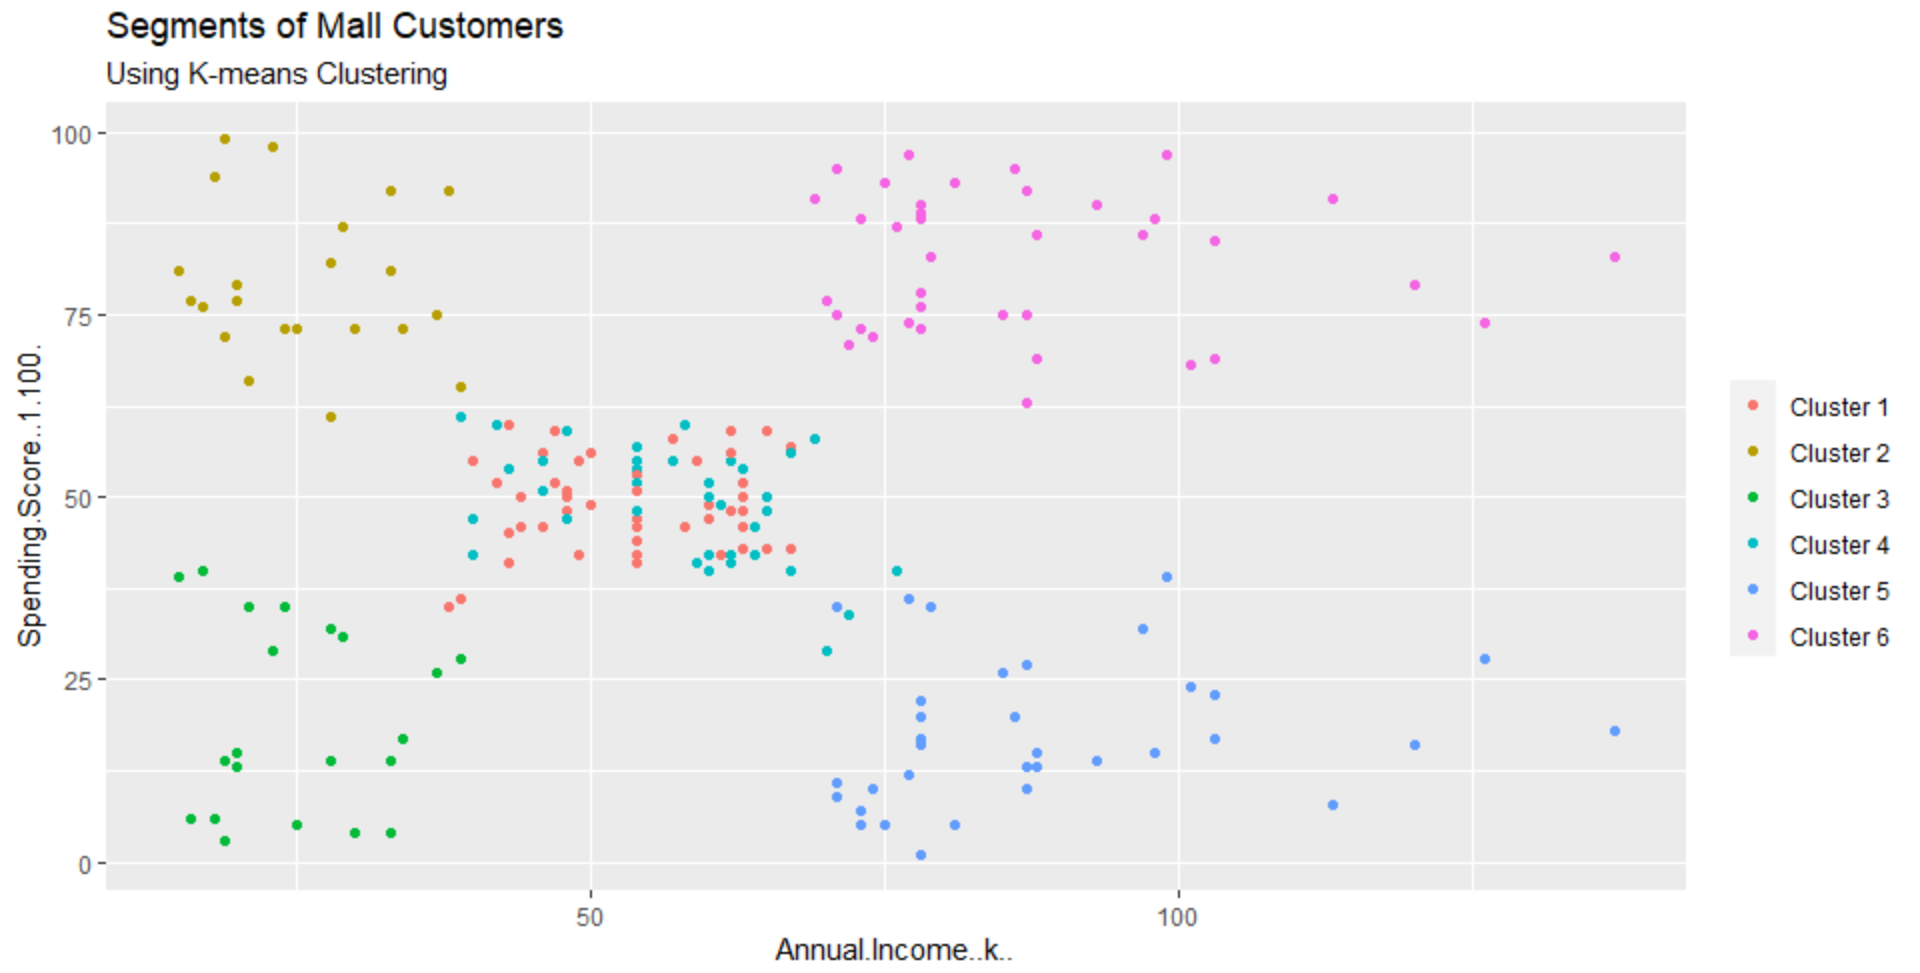 Segments of Mall Customers
Using K-means Clustering
100
75
50
25
0
Spending.Score..1.100.
50
100
Annual.Income..k..
Cluster 1
Cluster 2
Cluster 3
Cluster 4
Cluster 5
Cluster 6